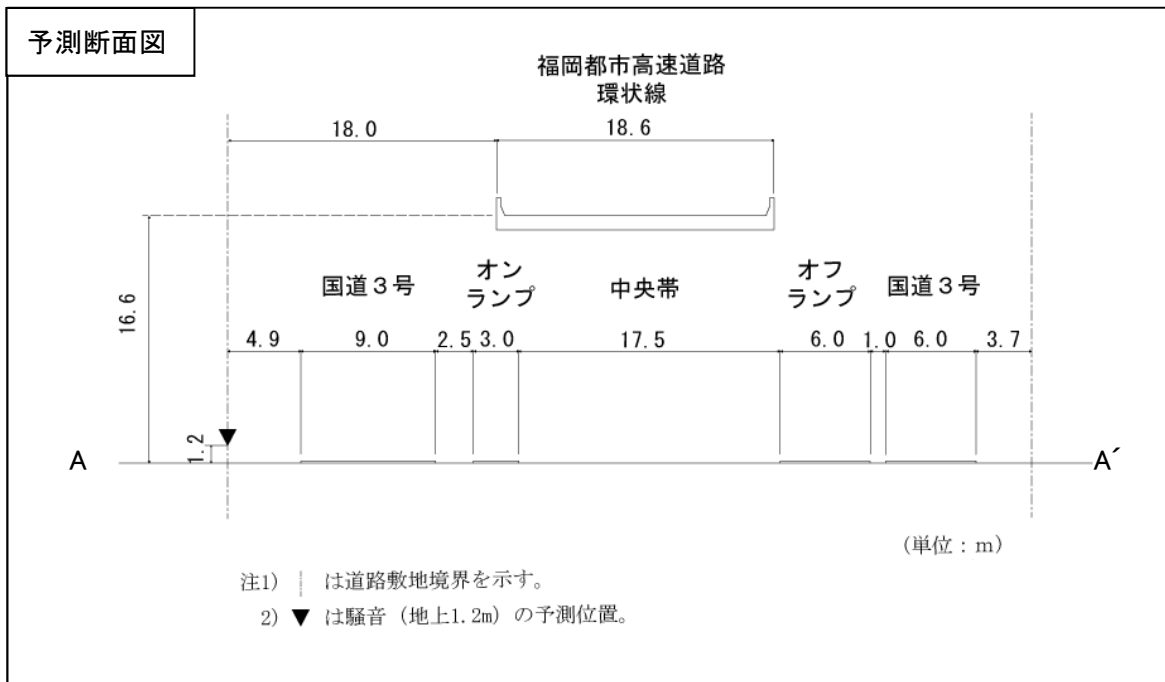 予測断面図
福岡都市高速道路
環状線
18.0
18.6
国道3号
オン
ランプ
中央帯
オフ
ランプ
国道3号
16.6
4.9
9.0
2.5
3.0
17.5
6.0
1.0
6.0
3.7
1.2
A
A´
(単位：m)
注1) ┆ は道路敷地境界を示す。
2) ▼ は騒音（地上1.2m）の予測位置。